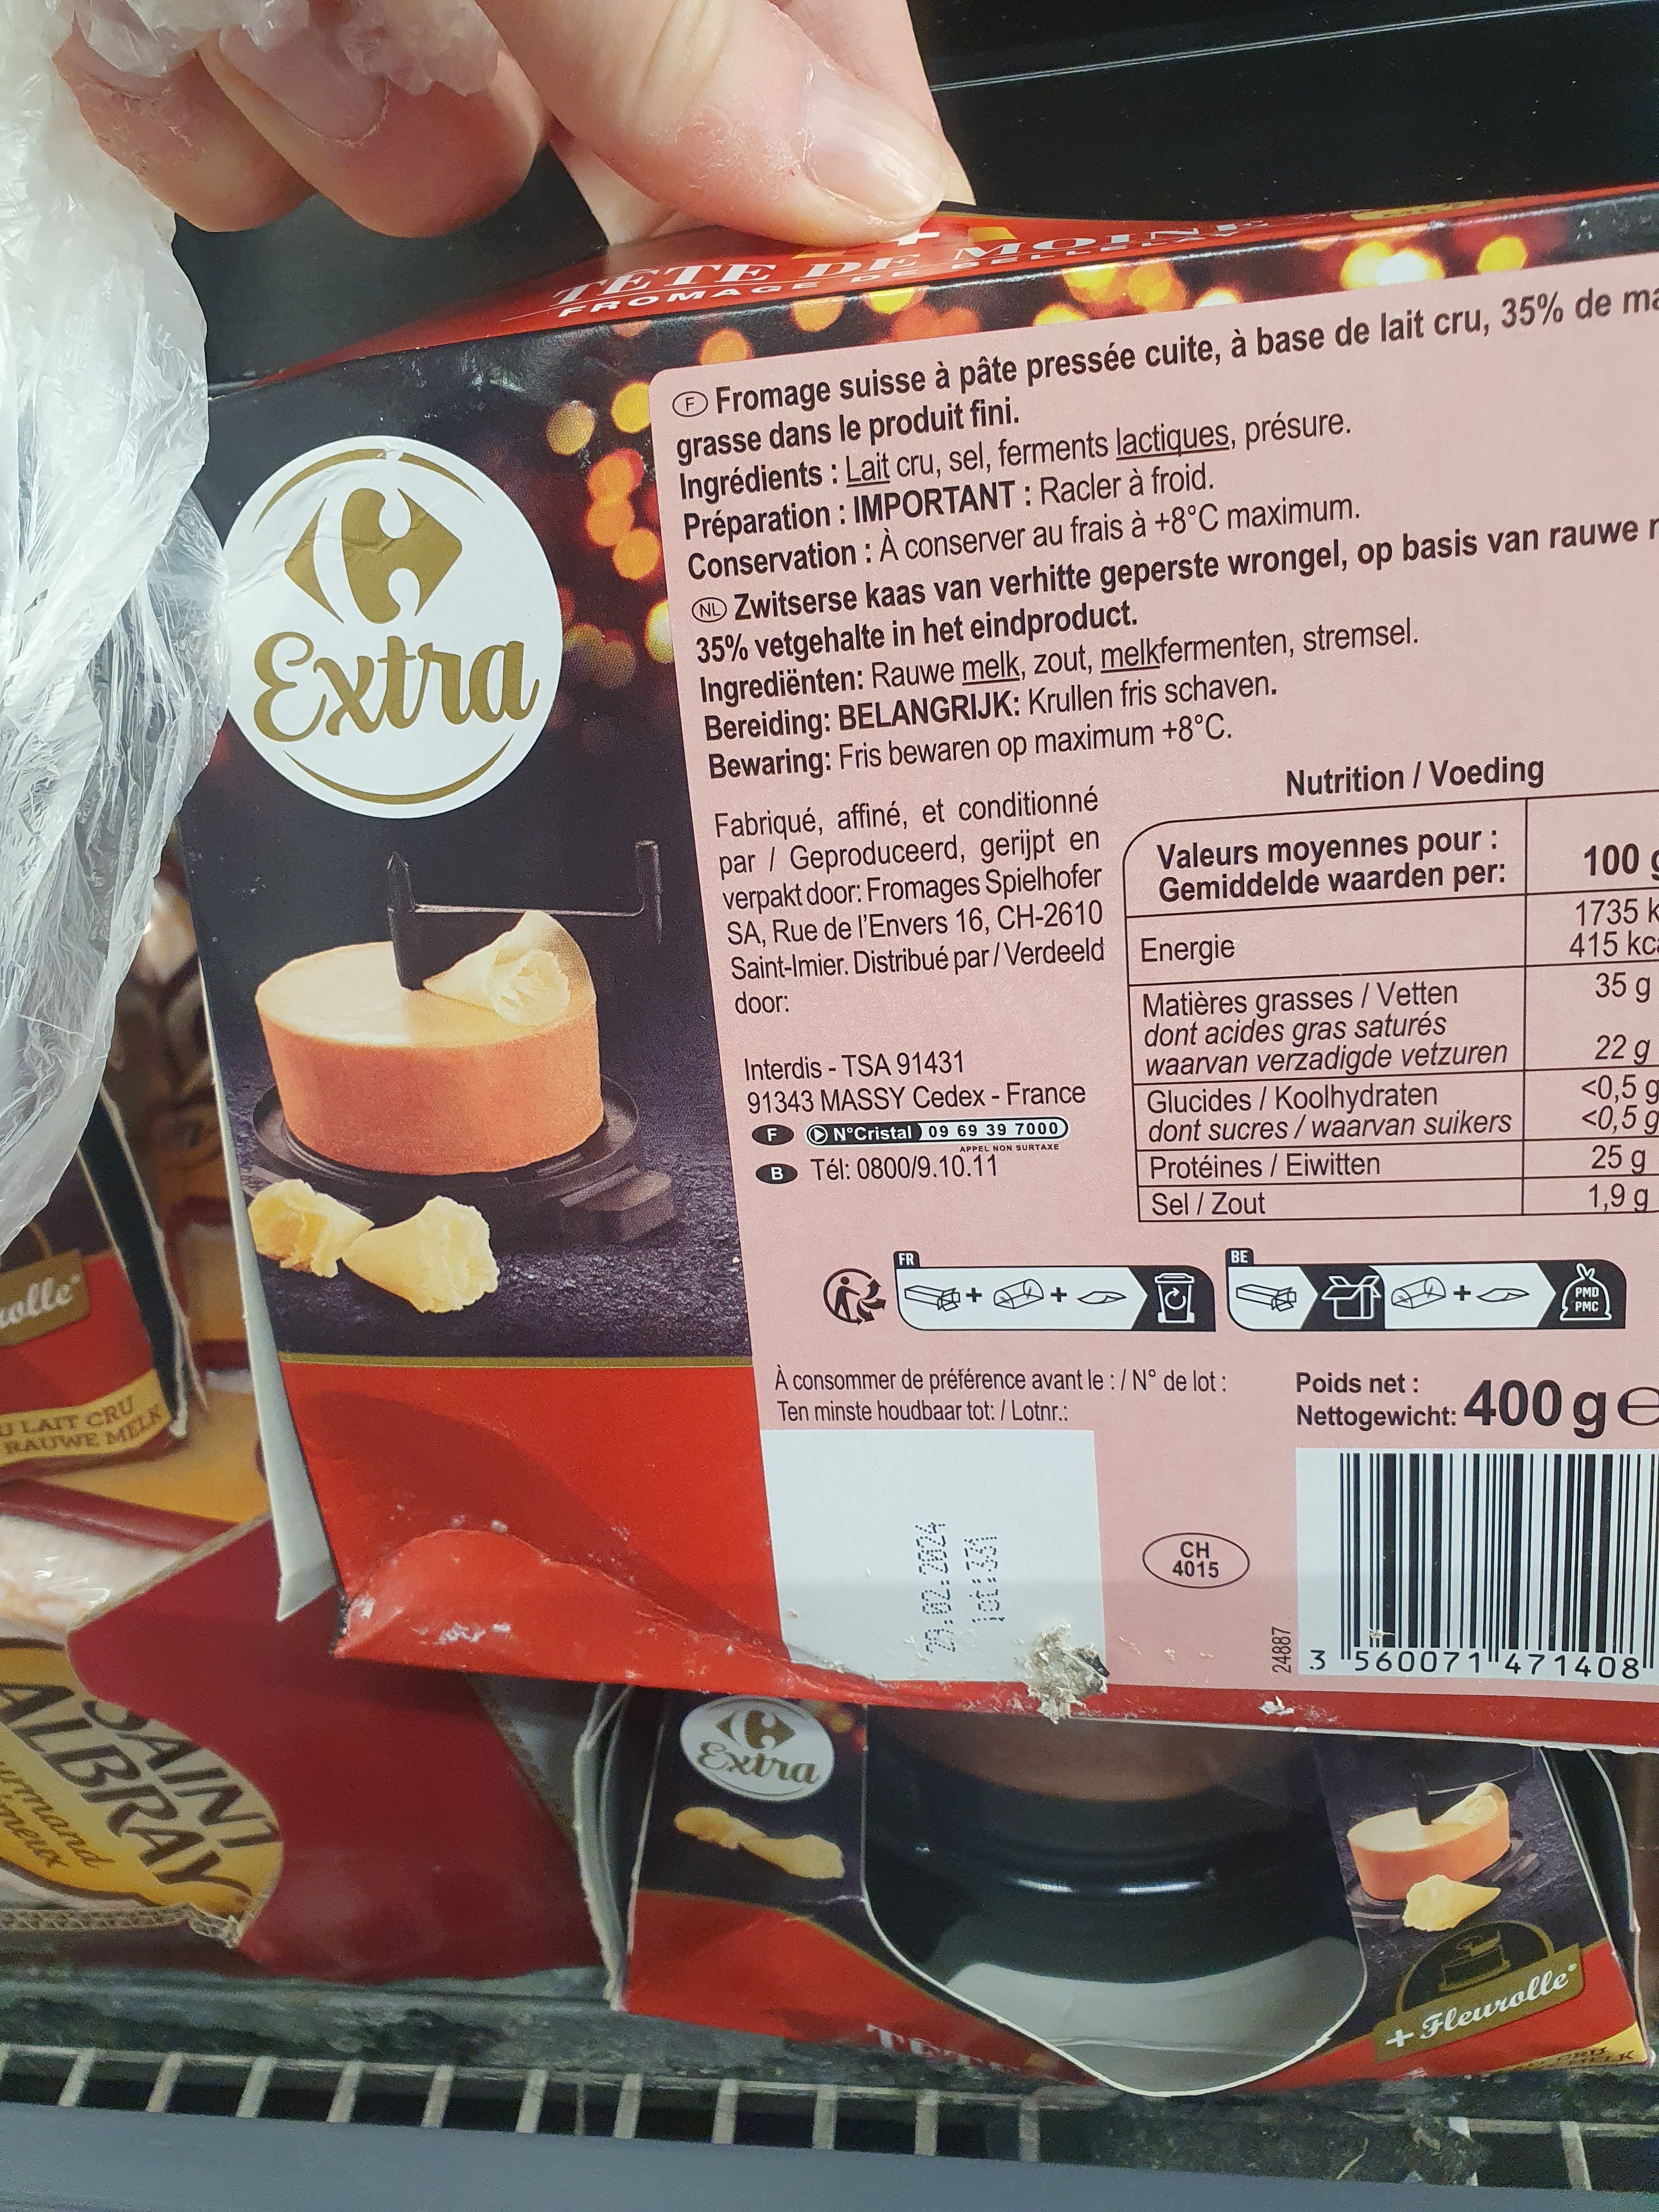 TÊTE DE MOINE
FROMAGE DE BELLELAY
F Fromage suisse à pâte pressée cuite, à base de lait cru, 35% de
grasse dans le produit fini.
Ingrédients : Lait cru, sel, ferments lactiques, présure.
Préparation : IMPORTANT : Racler à froid.
Conservation : À conserver au frais à +8°C maximum.
NL Zwitserse kaas van verhitte geperste wrongel, op basis van rauwe
35% vetgehalte in het eindproduct.
Ingrediënten: Rauwe melk, zout, melkfermenten, stremsel.
Bereiding: BELANGRIJK: Krullen fris schaven.
Bewaring: Fris bewaren op maximum +8°C.
Extra
Fabriqué, affiné, et conditionné
par / Geproduceerd, gerijpt en
verpakt door: Fromages Spielhofer
SA, Rue de l'Envers 16, CH-2610
Saint-Imier. Distribué par / Verdeeld
door:
Interdis - TSA 91431
91343 MASSY Cedex - France
F N°Cristal 09 69 39 7000
APPEL NON SURTAXE
B Tél: 0800/9.10.11
Nutrition / Voeding
Valeurs moyennes pour :
Gemiddelde waarden per:
100 g
Energie
1735 k
415 kca
Matières grasses / Vetten 35 g
dont acides gras saturés
waarvan verzadigde vetzuren 22 g
Glucides / Koolhydraten <0,5 g
dont sucres / waarvan suikers <0,5 g
Protéines / Eiwitten 25 g
Sel / Zout 1,9 g
FR
BE
PMD
PMC
À consommer de préférence avant le : / N° de lot :
Ten minste houdbaar tot: / Lotnr.:
Poids net :
Nettogewicht: 400 g e
lot:331
CH
4015
24887
3 560071 471408
U LAIT CRU
RAUWE MELK
SAINT
ALBRAY
Extra
+ Fleurolle
TÊTE